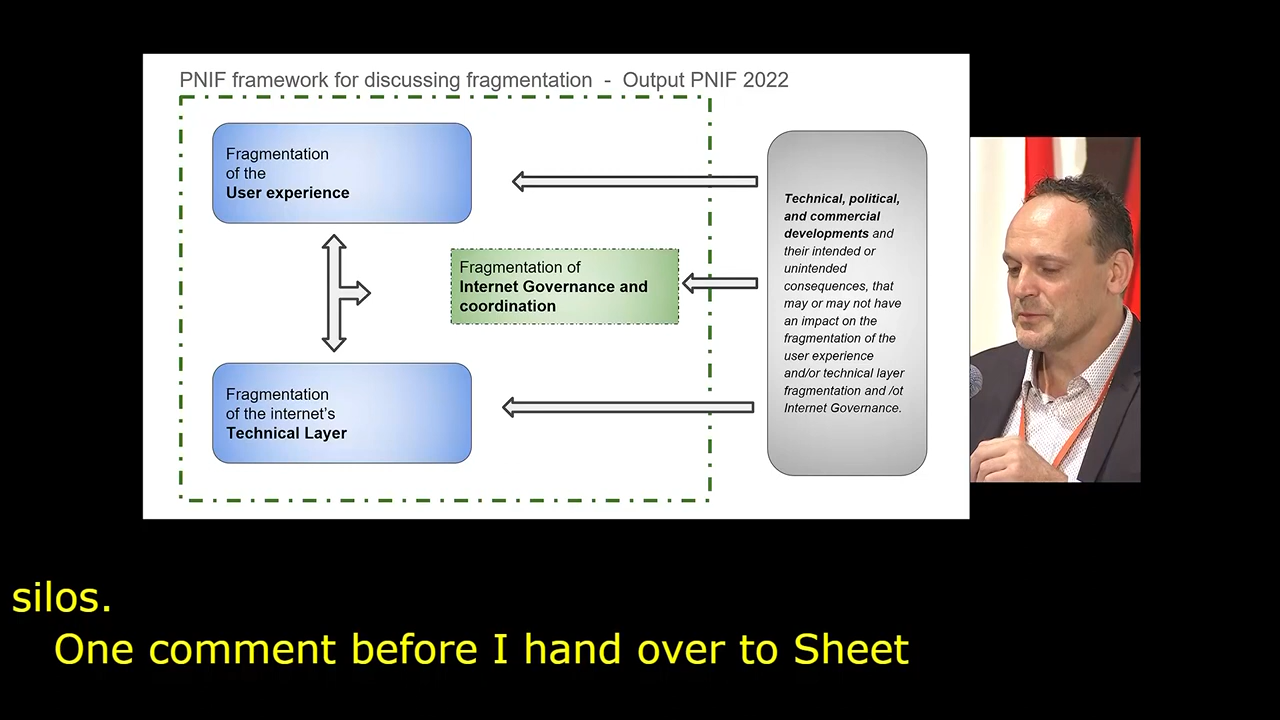 PNIF framework for discussing fragmentation - Output PNIF 2022
Fragmentation
of the
User experience
Fragmentation of
Internet Governance and
coordination
Fragmentation
of the internet's
Technical Layer
Technical, political,
and commercial
developments and
their intended or
unintended
consequences, that
may or may not have
an impact on the
fragmentation of the
user experience
and/or technical layer
fragmentation and /ot
Internet Governance.
silos.
One comment before I hand over to Sheet